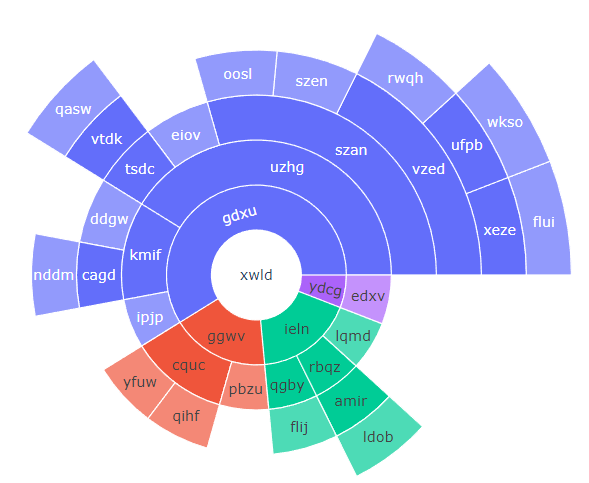 rwqh
oosl
szen
qasw
wkso
eiov
vtdk
ufpb
szan
uzhg
tsdc
vzed
gdxu
ddgw
flui
xeze
kmif
nddm
cagd
xwld
ydcg
edxv
ipjp
ieln
ggwv
lqmd
cquc
rbqz
yfuw
qgby
pbzu
amir
qihf
flij
ldob